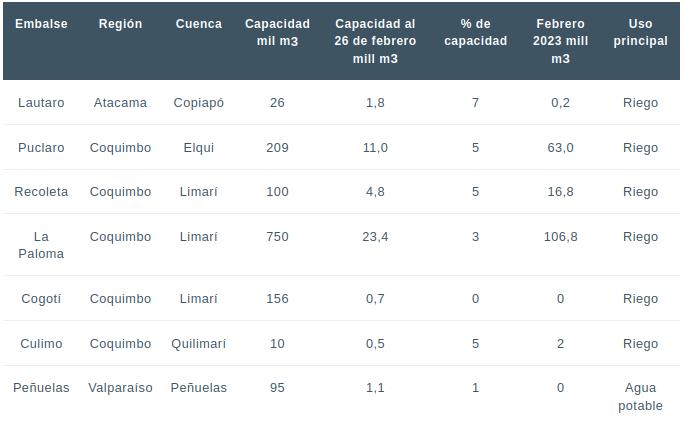 Embalse Región Cuenca Capacidad mil m3 Capacidad al 26 de febrero mill m3 % de capacidad Febrero 2023 mill m3 Uso principal
Lautaro Atacama Copiapó 26 1,8 7 0,2 Riego
Puclaro Coquimbo Elqui 209 11,0 5 63,0 Riego
Recoleta Coquimbo Limarí 100 4,8 5 16,8 Riego
La Paloma Coquimbo Limarí 750 23,4 3 106,8 Riego
Cogotí Coquimbo Limarí 156 0,7 0 0 Riego
Culimo Coquimbo Quilimarí 10 0,5 5 2 Riego
Peñuelas Valparaíso Peñuelas 95 1,1 1 0 Agua potable